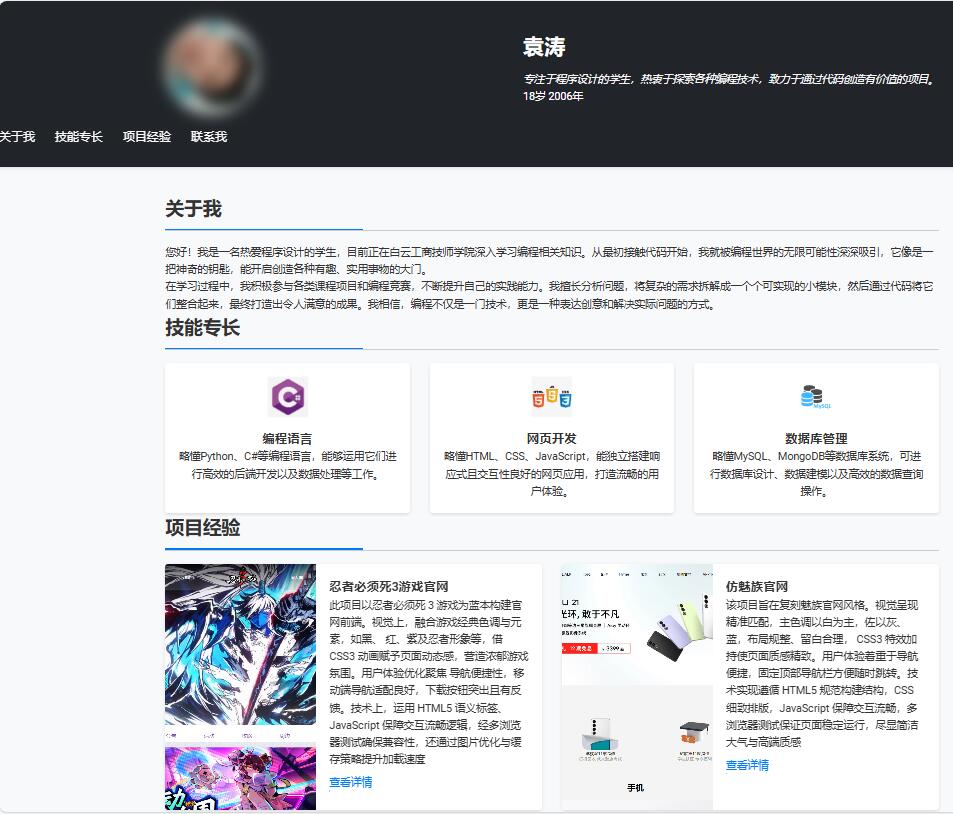 袁涛
专注于程序设计的学生，热衷于探索各种编程技术，致力于通过代码创造有价值的项目。
18岁 2006年
关于我 技能专长 项目经验 联系我
关于我
您好！我是一名热爱程序设计的学生，目前正在白云工商技师学院深入学习编程相关知识。从最初接触代码开始，我就被编程世界的无限可能性深深吸引，它像是一
把神奇的钥匙，能开启创造各种有趣、实用事物的大门。
在学习过程中，我积极参与各类课程项目和编程竞赛，不断提升自己的实践能力。我擅长分析问题，将复杂的需求拆解成一个个可实现的小模块，然后通过代码将它
们整合起来，最终打造出令人满意的成果。我相信，编程不仅是一门技术，更是一种表达创意和解决实际问题的方式。
技能专长
编程语言
略懂Python、C#等编程语言，能够运用它们进
行高效的后端开发以及数据处理等工作。
HTML JS CSS
5 5 3
网页开发
略懂HTML、CSS、JavaScript，能独立搭建响
应式且交互性良好的网页应用，打造流畅的用
户体验。
MySQL
数据库管理
略懂MySQL、MongoDB等数据库系统，可进
行数据库设计、数据建模以及高效的数据查询
操作。
项目经验
忍者必须死3游戏官网
此项目以忍者必须死 3 游戏为蓝本构建官
网前端。视觉上，融合游戏经典色调与元
素，如黑、 红、紫及忍者形象等，借
CSS3 动画赋予页面动态感，营造浓郁游戏
氛围。用户体验优化聚焦 导航便捷性，移
动端导航适配良好，下载按钮突出且有反
馈。技术上，运用 HTML5 语义标签、
JavaScript 保障交互流畅逻辑，经多浏览
器测试确保兼容性，还通过图片优化与缓
存策略提升加载速度
查看详情
21
光环，敢于不凡
3399
手机
仿魅族官网
该项目旨在复刻魅族官网风格。视觉呈现
精准匹配，主色调以白为主，佐以灰、
蓝，布局规整、留白合理， CSS3 特效加
持使页面质感精致。用户体验着重于导航
便捷，固定顶部导航栏方便随时跳转。技
术实现遵循 HTML5 规范构建结构，CSS
细致排版，JavaScript 保障交互流畅，多
浏览器测试保证页面稳定运行，尽显简洁
大气与高端质感
查看详情